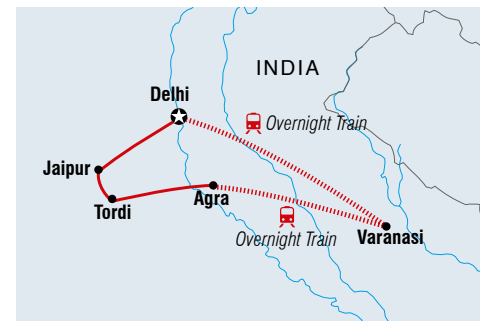 INDIA
Delhi
Overnight Train
Jaipur
Tordi
Agra
Overnight Train
Varanasi